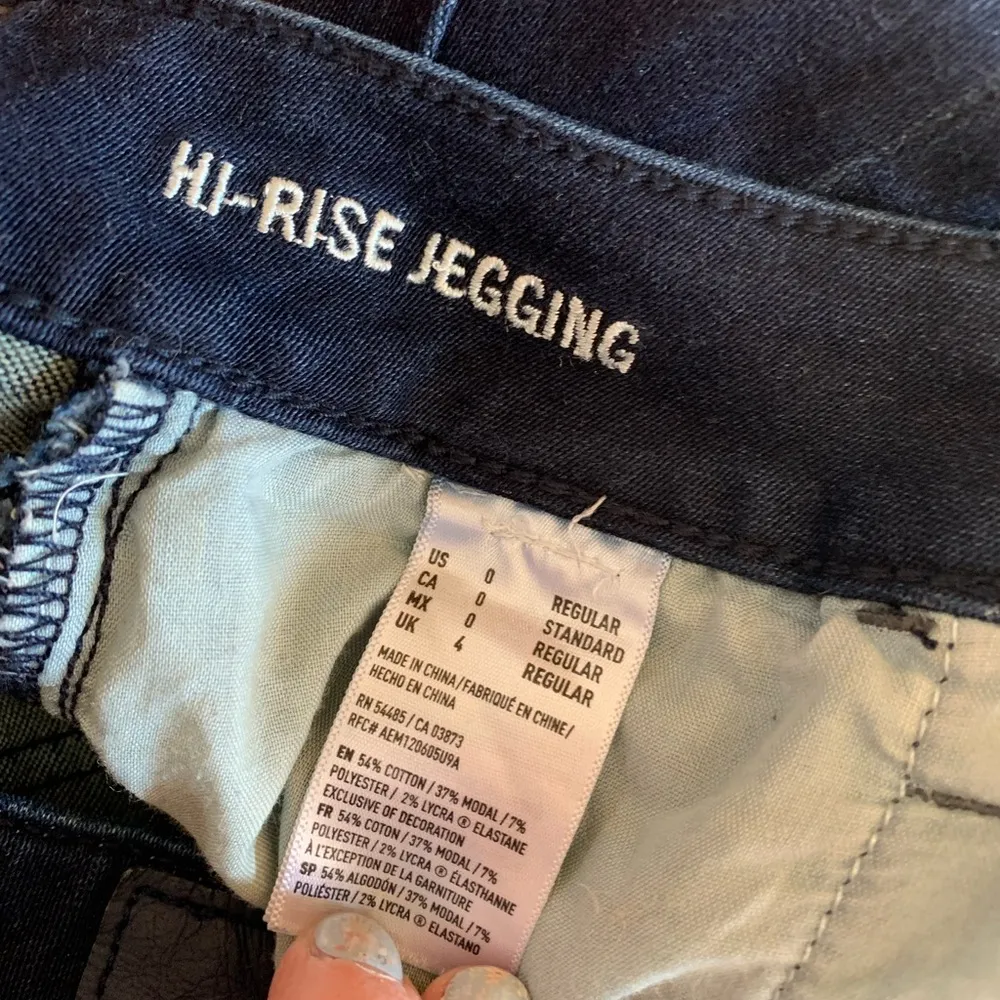 HI-RISE JEGGING
US 0 REGULAR
CA 0 STANDARD
MX 0 REGULAR
UK 4 REGULAR
MADE IN CHINA/FABRIQUÉ EN CHINE/
HECHO EN CHINA
RN 54485 / CA 03873
RFC# AEM120605U9A
EN 54% COTTON / 37% MODAL / 7%
POLYESTER / 2% LYCRA ® ELASTANE
EXCLUSIVE OF DECORATION
FR 54% COTON / 37% MODAL / 7%
POLYESTER / 2% LYCRA ® ÉLASTHANNE
À L'EXCEPTION DE LA GARNITURE
SP 54% ALGODÓN / 37% MODAL / 7%
POLIÉSTER / 2% LYCRA ® ELASTANO